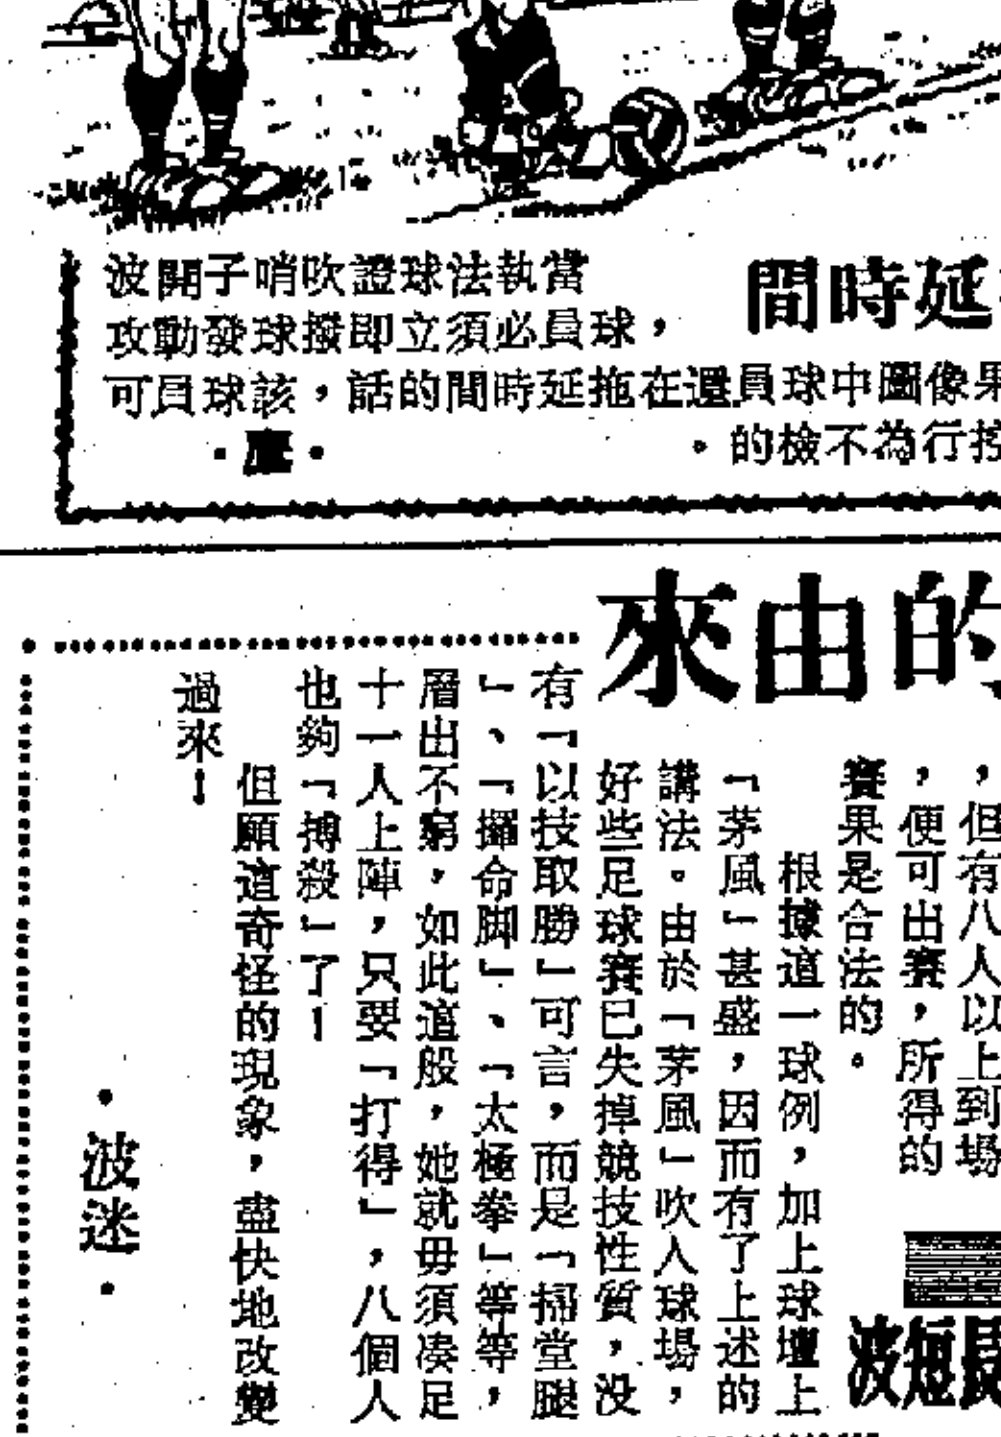 間時延
波開子哨吹證球法執當
攻動發球撥即立須必員球，
可員球該，話的間時延拖在還員球中圖像果
。的檢不為行按
來由的
，但有八人以上到場
，便可出賽，所得的
賽果是合法的。
根據這一球例，加上球壇上
「茅風」甚盛，因而有了上述的
講法。由於「茅風」吹入球場，
好些足球賽已失掉競技性質，没
有「以技取勝」可言，而是「掃堂腿
」、「攞命脚」、「太極拳」等等，
層出不窮，如此這般，她就毋須湊足
十一人上陣，只要「打得」，八個人
也夠「搏殺」了！
但願這奇怪的現象，盡快地改變
過來！
·波迷·
波短長